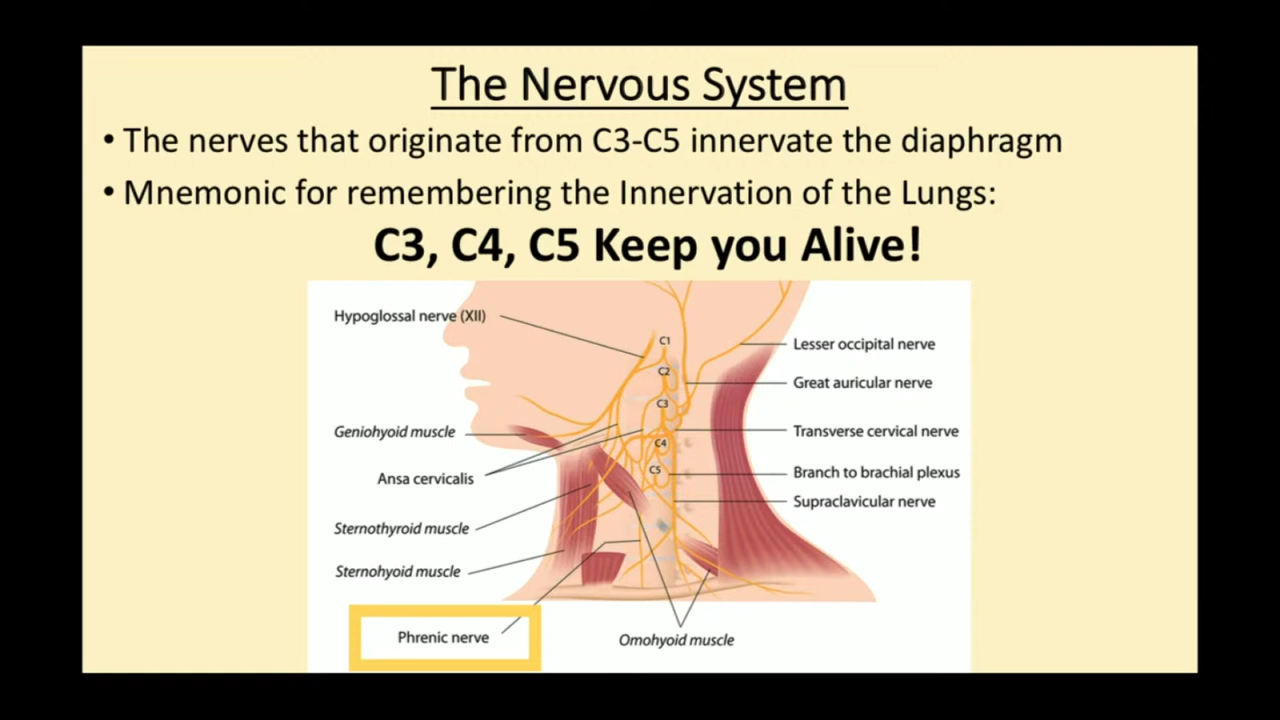 The Nervous System
• The nerves that originate from C3-C5 innervate the diaphragm
• Mnemonic for remembering the Innervation of the Lungs:
C3, C4, C5 Keep you Alive!
Hypoglossal nerve (XII)
C1
Lesser occipital nerve
C2
Great auricular nerve
C3
Geniohyoid muscle
Transverse cervical nerve
C4
Ansa cervicalis
C5
Branch to brachial plexus
Supraclavicular nerve
Sternothyroid muscle
Sternohyoid muscle
Phrenic nerve
Omohyoid muscle